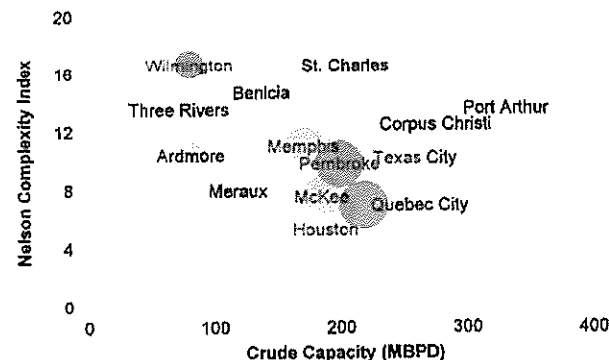 20
Wilmington
St. Charles
16
Benicia
Port Arthur
Three Rivers
Corpus Christi
12
Memphis
Ardmore
Texas City
Pembroke
8
Meraux
McKee
Quebec City
Houston
4
0
0 100 200 300 400
Crude Capacity (MBPD)
Nelson Complexity Index